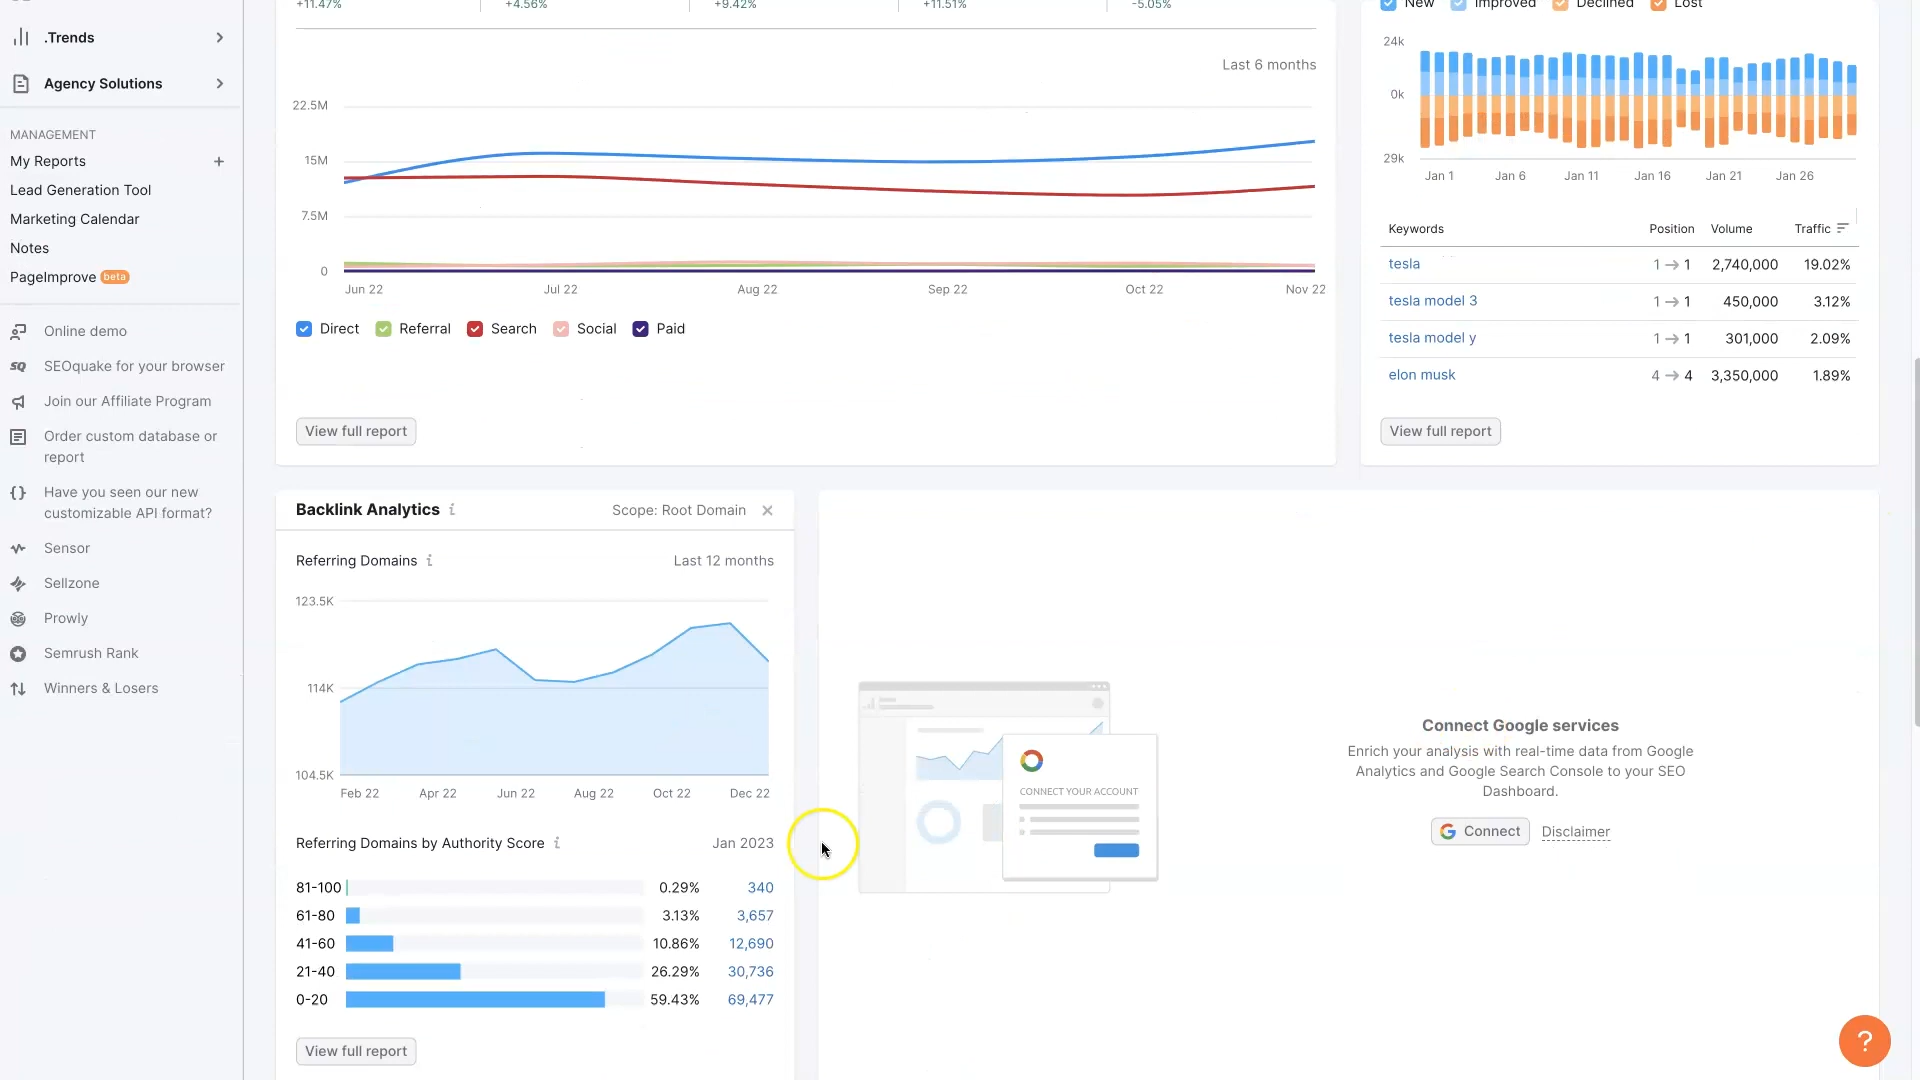 +11.47%
+4.56%
+9.42%
+11.51%
-5.05%
New
Improved
Declined
Lost
.Trends
Agency Solutions
MANAGEMENT
My Reports +
Lead Generation Tool
Marketing Calendar
Notes
PageImprove beta
Online demo
SQ SEOquake for your browser
Join our Affiliate Program
Order custom database or
report
Have you seen our new
customizable API format?
Sensor
Sellzone
Prowly
Semrush Rank
Winners & Losers
Last 6 months
22.5M
15M
7.5M
0
Jun 22 Jul 22 Aug 22 Sep 22 Oct 22 Nov 22
Direct Referral Search Social Paid
View full report
24k
0k
29k
Jan 1 Jan 6 Jan 11 Jan 16 Jan 21 Jan 26
Keywords Position Volume Traffic
tesla 1 → 1 2,740,000 19.02%
tesla model 3 1 → 1 450,000 3.12%
tesla model y 1 → 1 301,000 2.09%
elon musk 4 → 4 3,350,000 1.89%
View full report
Backlink Analytics i Scope: Root Domain
Referring Domains i Last 12 months
123.5K
114K
104.5K
Feb 22 Apr 22 Jun 22 Aug 22 Oct 22 Dec 22
Referring Domains by Authority Score i Jan 2023
81-100 0.29% 340
61-80 3.13% 3,657
41-60 10.86% 12,690
21-40 26.29% 30,736
0-20 59.43% 69,477
View full report
CONNECT YOUR ACCOUNT
Connect Google services
Enrich your analysis with real-time data from Google
Analytics and Google Search Console to your SEO
Dashboard.
G Connect Disclaimer
?